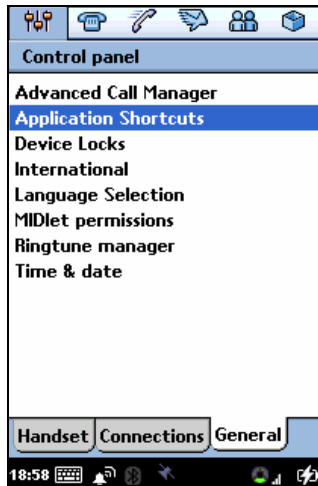 Control panel
Advanced Call Manager
Application Shortcuts
Device Locks
International
Language Selection
MIDlet permissions
Ringtune manager
Time & date
Handset Connections General
18:58